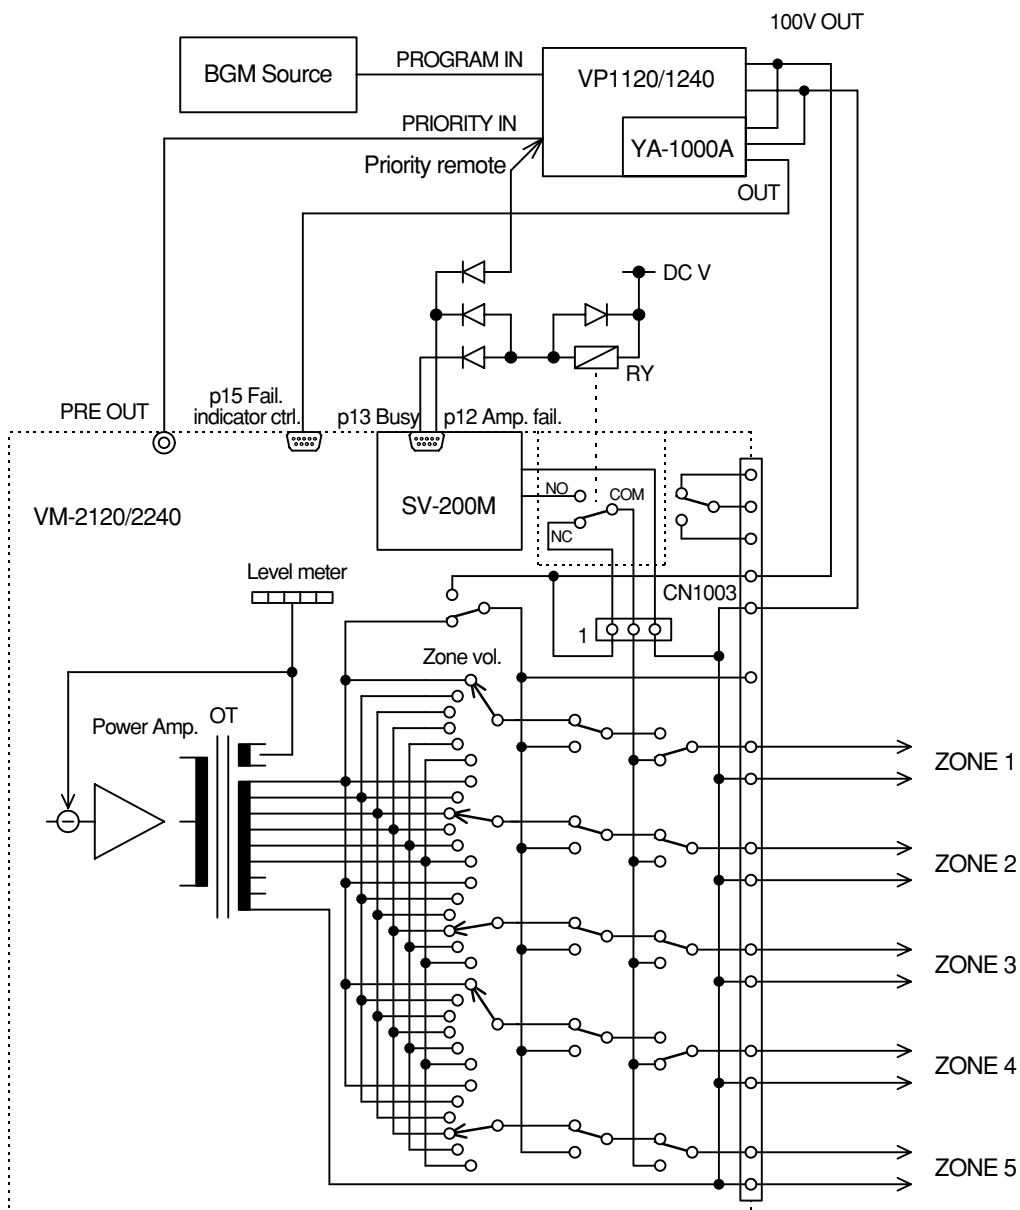 100V OUT
BGM Source
PROGRAM IN
VP1120/1240
PRIORITY IN
YA-1000A
Priority remote
OUT
DC V
RY
p15 Fail.
indicator ctrl.
PRE OUT
p13 Busy
p12 Amp. fail.
VM-2120/2240
SV-200M
NO
COM
NC
Level meter
CN1003
1
Zone vol.
Power Amp.
OT
ZONE 1
ZONE 2
ZONE 3
ZONE 4
ZONE 5